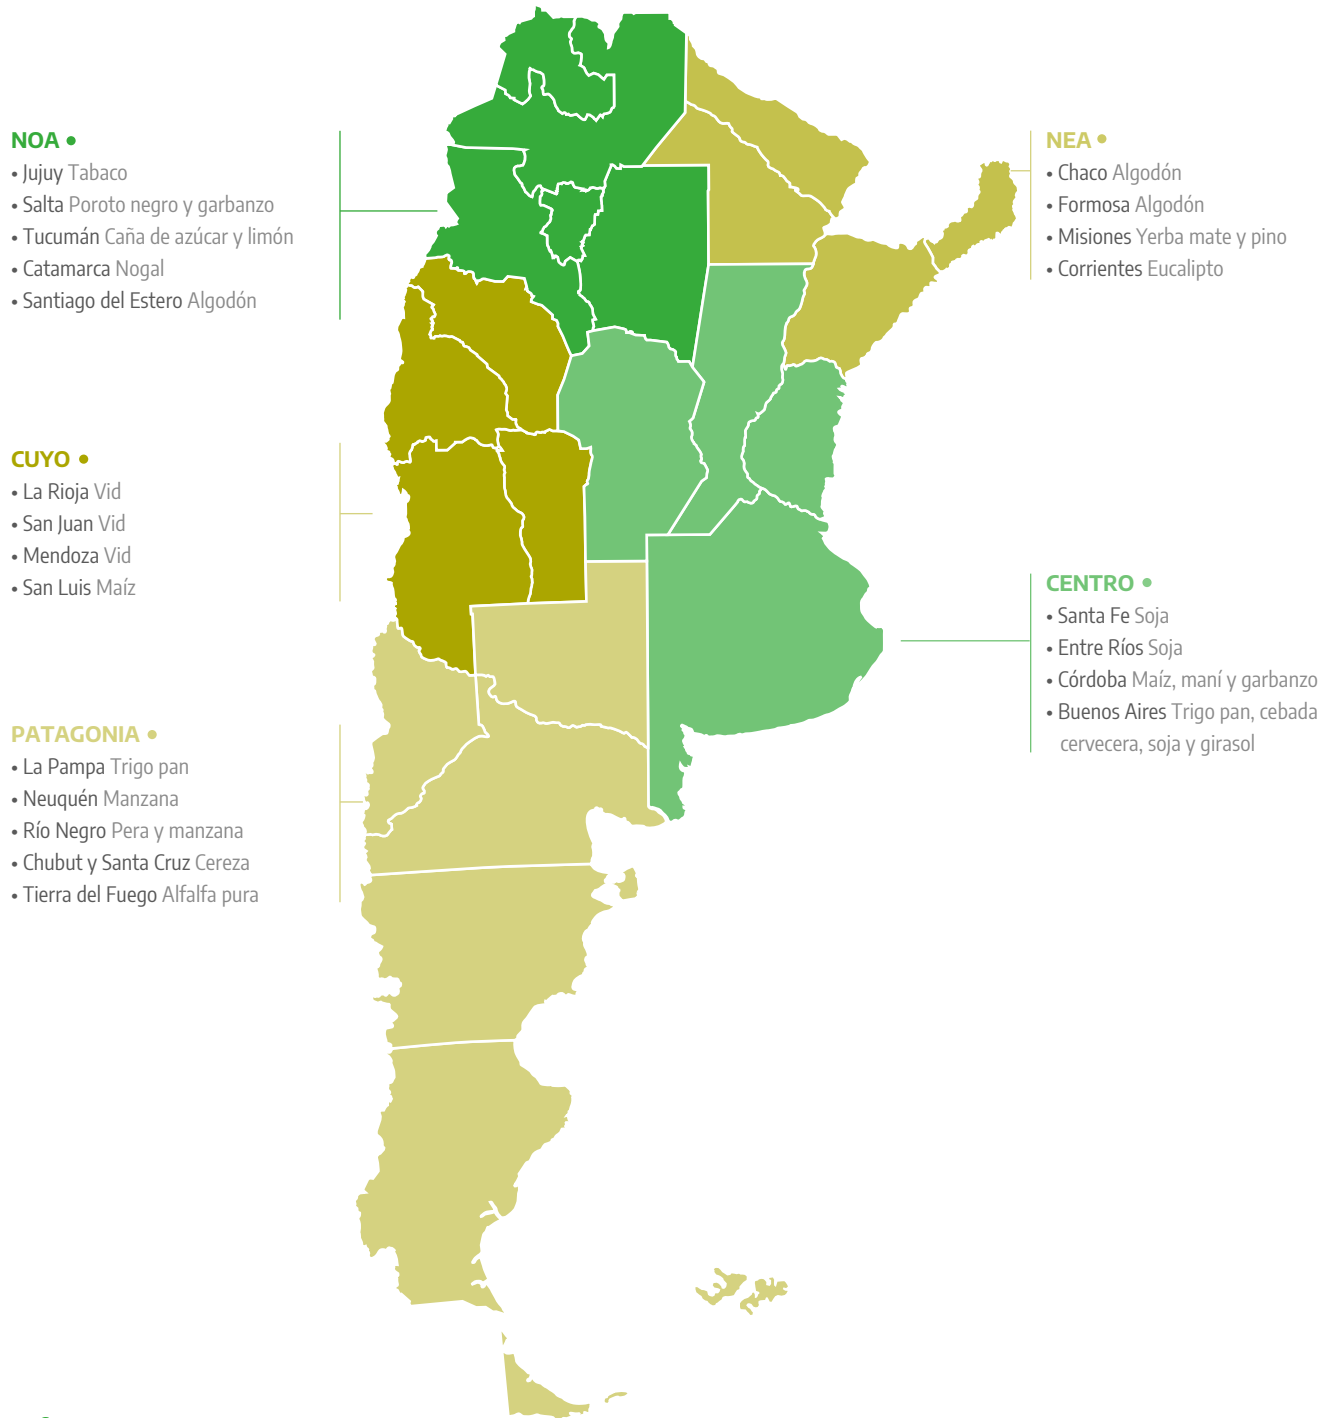 NOA •
• Jujuy Tabaco
• Salta Poroto negro y garbanzo
• Tucumán Caña de azúcar y limón
• Catamarca Nogal
• Santiago del Estero Algodón
CUYO •
• La Rioja Vid
• San Juan Vid
• Mendoza Vid
• San Luis Maíz
PATAGONIA •
• La Pampa Trigo pan
• Neuquén Manzana
• Río Negro Pera y manzana
• Chubut y Santa Cruz Cereza
• Tierra del Fuego Alfalfa pura
NEA •
• Chaco Algodón
• Formosa Algodón
• Misiones Yerba mate y pino
• Corrientes Eucalipto
CENTRO •
• Santa Fe Soja
• Entre Ríos Soja
• Córdoba Maíz, maní y garbanzo
• Buenos Aires Trigo pan, cebada
cervecera, soja y girasol